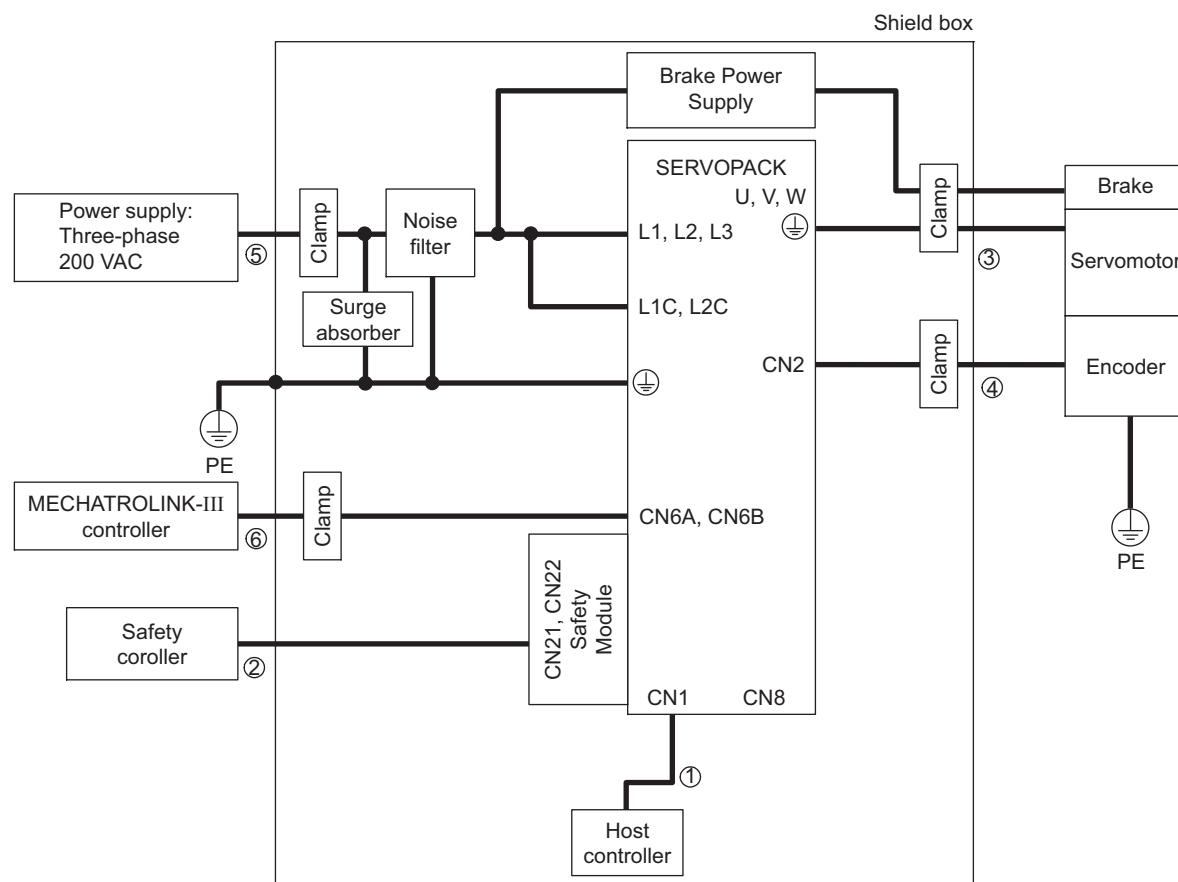 Shield box
Brake Power
Supply
SERVOPACK
U, V, W
Power supply:
Three-phase
200 VAC
⑤
Clamp
Noise
filter
L1, L2, L3
Clamp
Brake
③
Servomotor
Surge
absorber
L1C, L2C
CN2
Clamp
④
Encoder
PE
PE
MECHATROLINK-III
controller
⑥
Clamp
CN6A, CN6B
Safety
coroller
②
CN21, CN22
Safety
Module
CN1
CN8
①
Host
controller